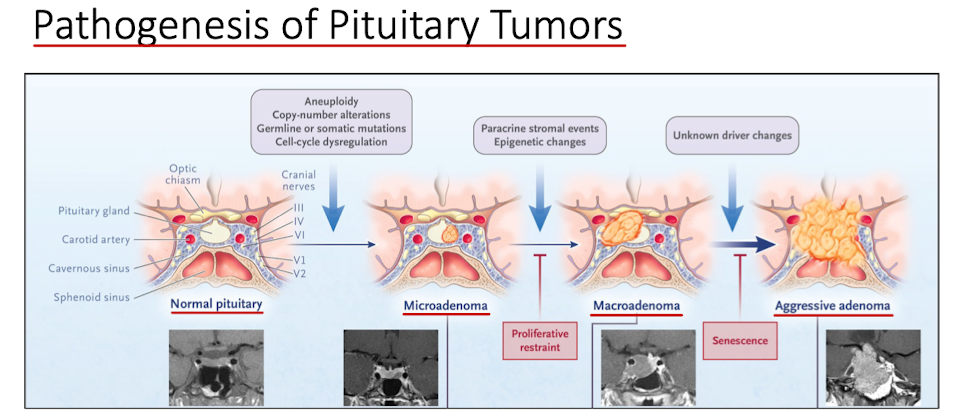 Pathogenesis of Pituitary Tumors
Aneuploidy
Copy-number alterations
Germline or somatic mutations
Cell-cycle dysregulation
Paracrine stromal events
Epigenetic changes
Unknown driver changes
Optic
chiasm
Cranial
nerves
Pituitary gland
Carotid artery
Cavernous sinus
Sphenoid sinus
III
IV
VI
V1
V2
Normal pituitary
Microadenoma
Macroadenoma
Aggressive adenoma
Proliferative
restraint
Senescence